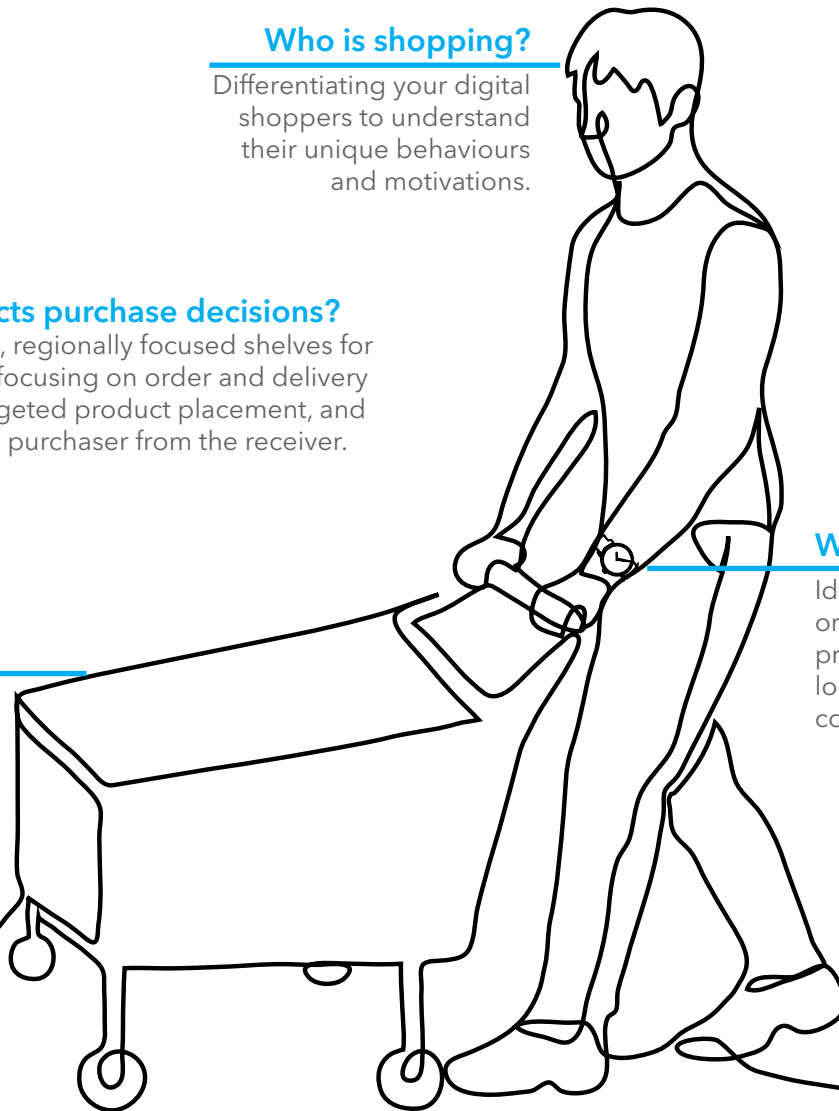 Who is shopping?
Differentiating your digital
shoppers to understand
their unique behaviours
and motivations.
cts purchase decisions?
, regionally focused shelves for
focusing on order and delivery
geted product placement, and
purchaser from the receiver.
W
Id
or
pr
lo
co